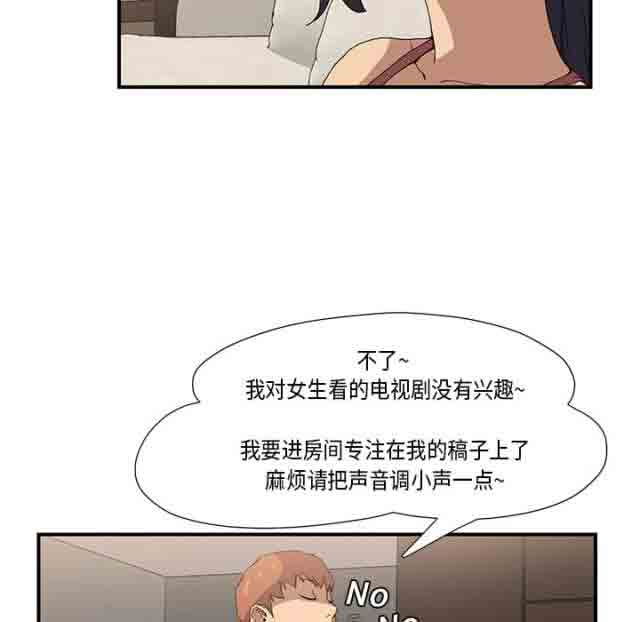 不了~
我对女生看的电视剧没有兴趣~
我要进房间专注在我的稿子上了
麻烦请把声音调小声一点~
No
No